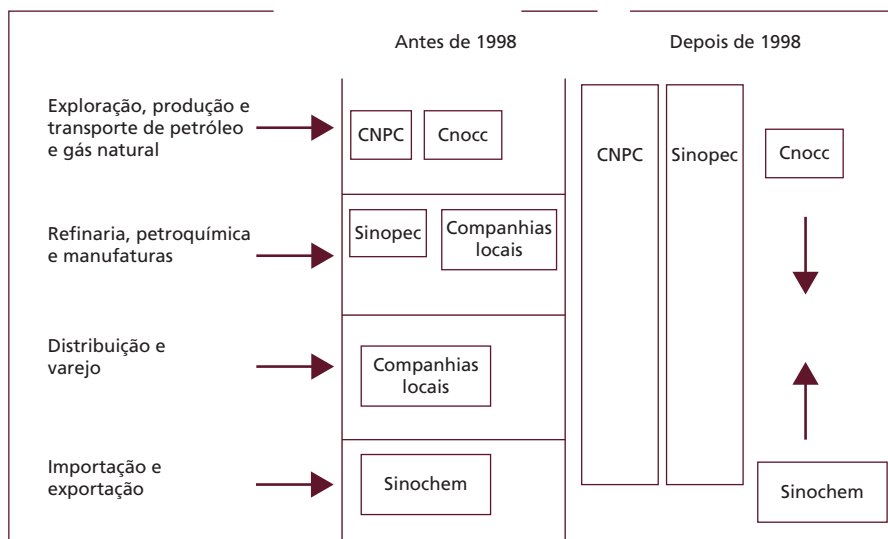 Antes de 1998
Depois de 1998
Exploração, produção e
transporte de petróleo
e gás natural
CNPC
Cnocc
CNPC
Sinopec
Cnocc
Refinaria, petroquímica
e manufaturas
Sinopec
Companhias
locais
Distribuição e
varejo
Companhias
locais
Importação e
exportação
Sinochem
Sinochem